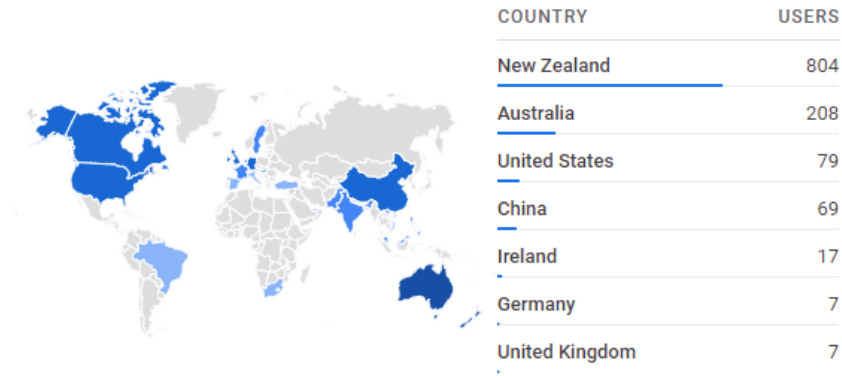 COUNTRY USERS
New Zealand 804
Australia 208
United States 79
China 69
Ireland 17
Germany 7
United Kingdom 7